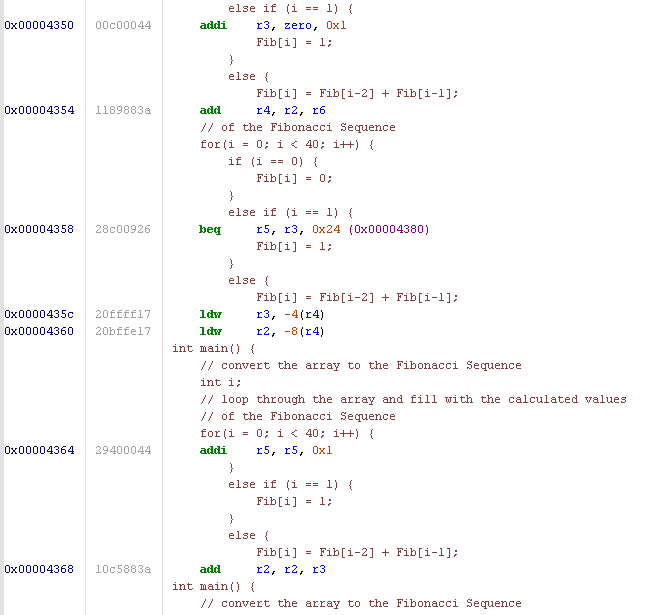 else if (i == 1) {
0x00004350 00c00044 addi r3, zero, 0x1
Fib[i] = 1;
}
else {
Fib[i] = Fib[i-2] + Fib[i-1];
0x00004354 1189883a add r4, r2, r6
// of the Fibonacci Sequence
for(i = 0; i < 40; i++) {
if (i == 0) {
Fib[i] = 0;
}
else if (i == 1) {
0x00004358 28c00926 beq r5, r3, 0x24 (0x00004380)
Fib[i] = 1;
}
else {
Fib[i] = Fib[i-2] + Fib[i-1];
0x0000435c 20ffff17 ldw r3, -4(r4)
0x00004360 20bffe17 ldw r2, -8(r4)
int main() {
// convert the array to the Fibonacci Sequence
int i;
// loop through the array and fill with the calculated values
// of the Fibonacci Sequence
for(i = 0; i < 40; i++) {
0x00004364 29400044 addi r5, r5, 0x1
}
else if (i == 1) {
Fib[i] = 1;
}
else {
Fib[i] = Fib[i-2] + Fib[i-1];
0x00004368 10c5883a add r2, r2, r3
int main() {
// convert the array to the Fibonacci Sequence